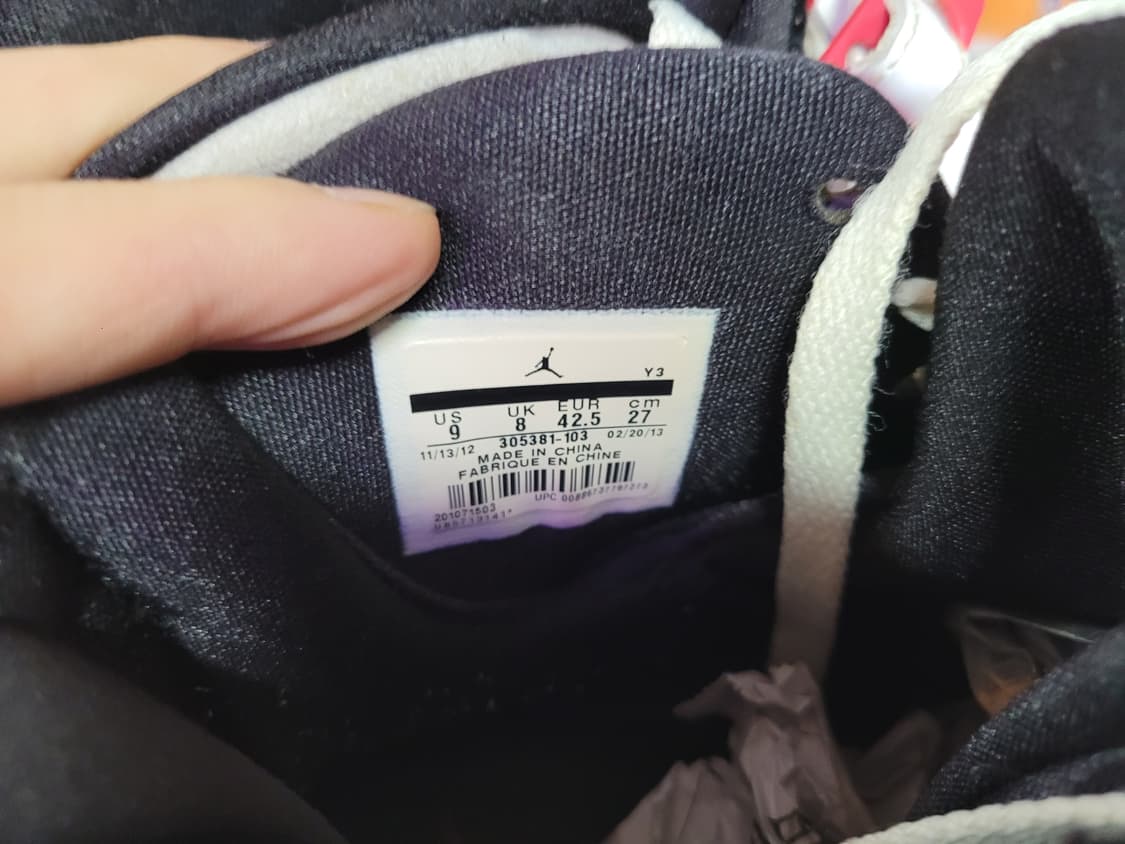 Y3
US UK EUR cm
9 8 42.5 27
11/13/12 305381-103 02/20/13
MADE IN CHINA
FABRIQUE EN CHINE
UPC
201071503